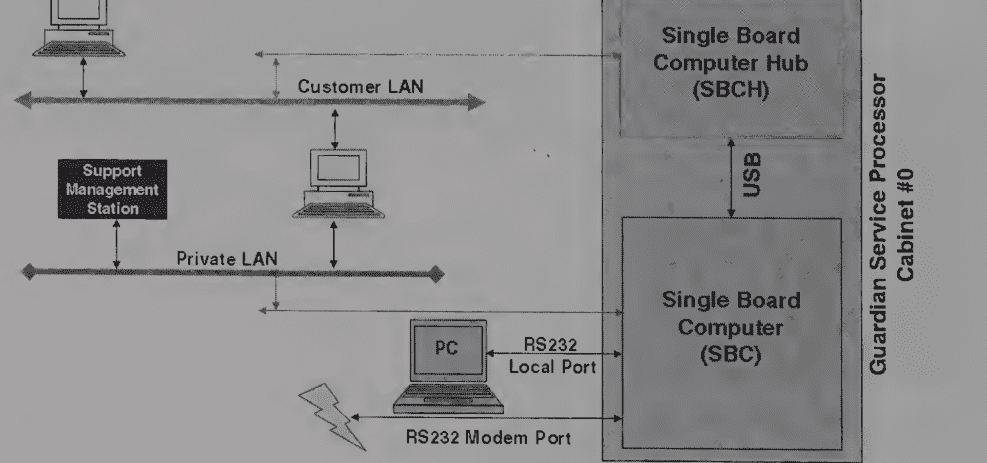 Single Board
Computer Hub
(SBCH)
Customer LAN
Support
Management
Station
USB
Guardian Service Processor
Cabinet #0
Private LAN
Single Board
Computer
(SBC)
PC
RS232
Local Port
RS232 Modem Port